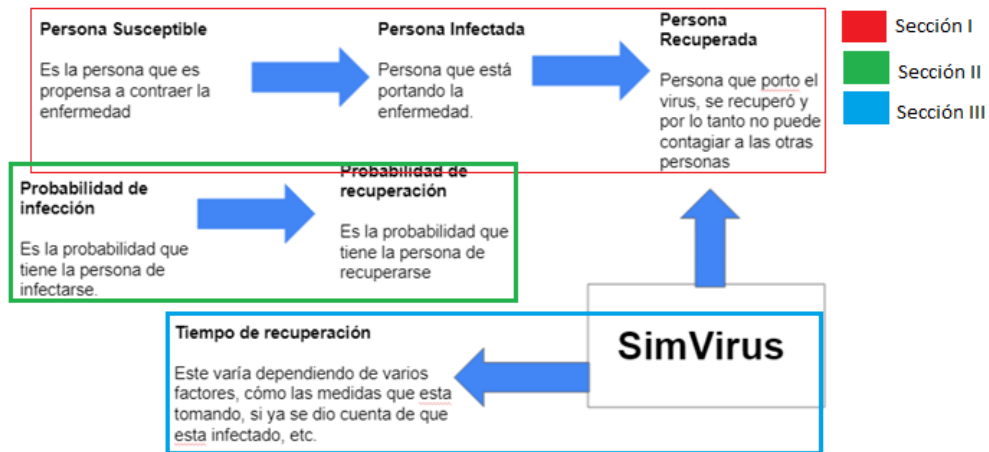 Persona Susceptible
Es la persona que es
propensa a contraer la
enfermedad
Persona Infectada
Persona que está
portando la
enfermedad.
Persona
Recuperada
Persona que porto el
virus, se recuperó y
por lo tanto no puede
contagiar a las otras
personas
Sección I
Sección II
Sección III
Probabilidad de
infección
Es la probabilidad que
tiene la persona de
infectarse.
Probabilidad de
recuperación
Es la probabilidad que
tiene la persona de
recuperarse
Tiempo de recuperación
Este varía dependiendo de varios
factores, cómo las medidas que esta
tomando, si ya se dio cuenta de que
esta infectado, etc.
SimVirus